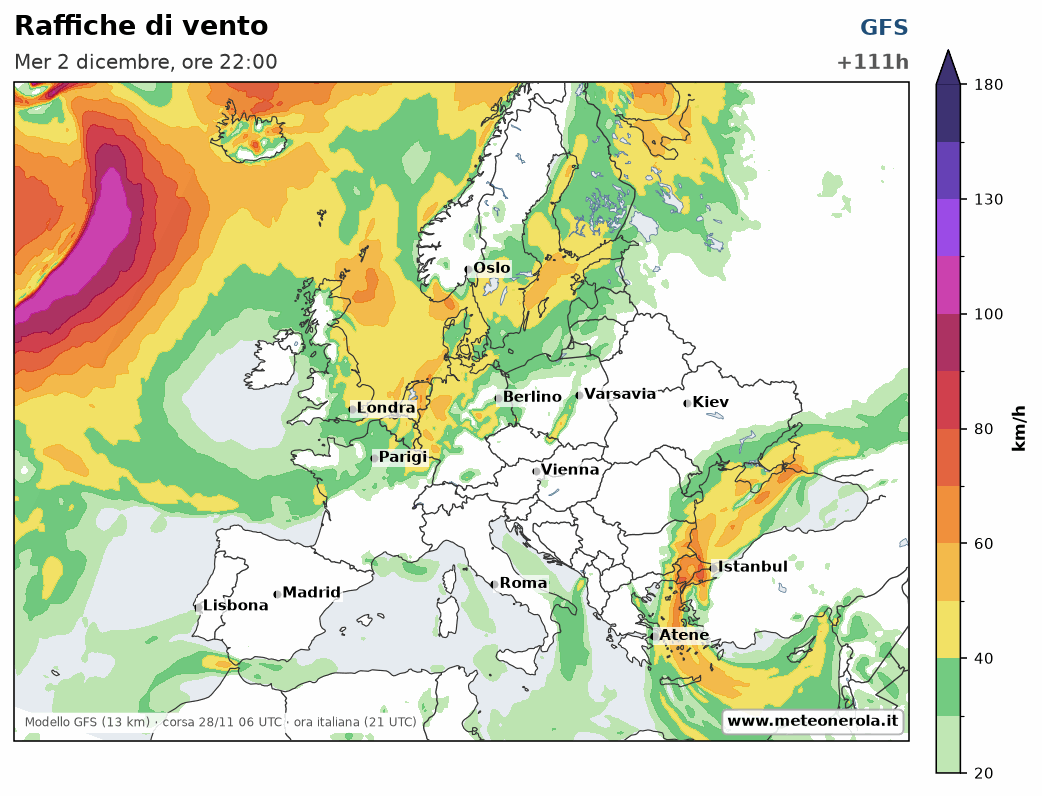 Raffiche di vento
GFS
Mer 2 dicembre, ore 22:00
+111h
180
130
100
80
60
40
20
km/h
Oslo
Londra
Berlino
Varsavia
Kiev
Parigi
Vienna
Istanbul
Roma
Madrid
Lisbona
Atene
Modello GFS (13 km) · corsa 28/11 06 UTC · ora italiana (21 UTC)
www.meteonerola.it